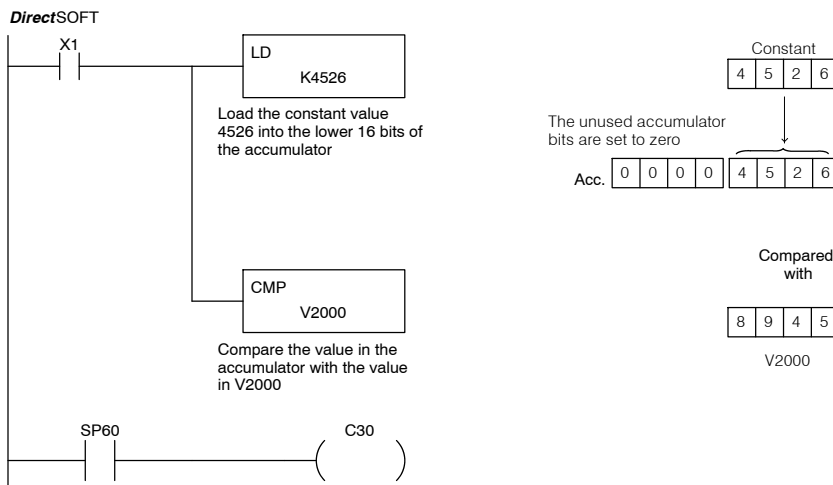 DirectSOFT
X1
LD
K4526
Load the constant value
4526 into the lower 16 bits of
the accumulator
CMP
V2000
Compare the value in the
accumulator with the value
in V2000
SP60
C30
Constant
4 5 2 6
The unused accumulator
bits are set to zero
Acc. 0 0 0 0 4 5 2 6
Compared
with
8 9 4 5
V2000